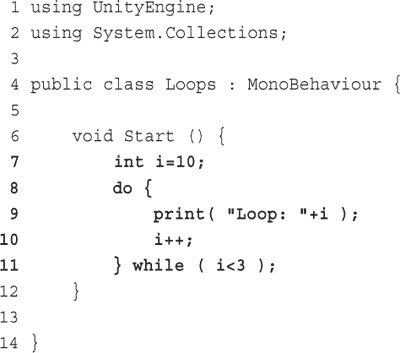 1 using UnityEngine;
2 using System.Collections;
3
4 public class Loops : MonoBehaviour {
5
6     void Start () {
7         int i=10;
8         do {
9             print( "Loop: "+i );
10             i++;
11         } while ( i<3 );
12     }
13
14 }